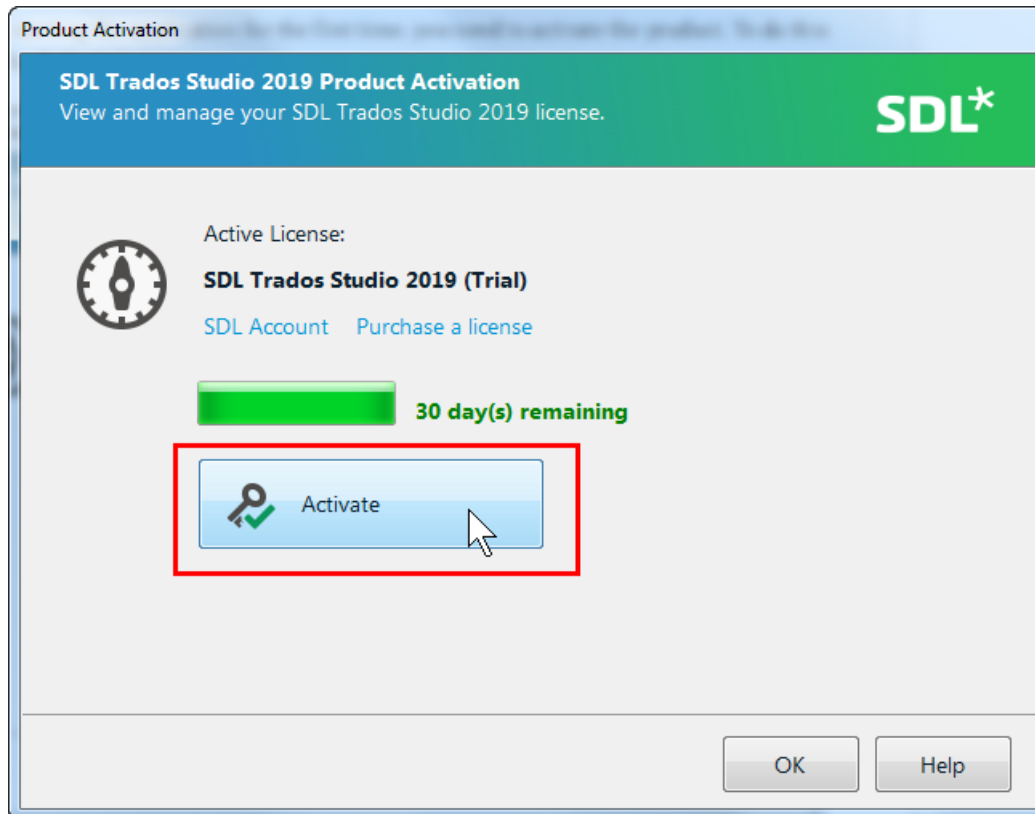 Product Activation
SDL Trados Studio 2019 Product Activation
View and manage your SDL Trados Studio 2019 license.
SDL*
Active License:
SDL Trados Studio 2019 (Trial)
SDL Account Purchase a license
30 day(s) remaining
Activate
OK Help